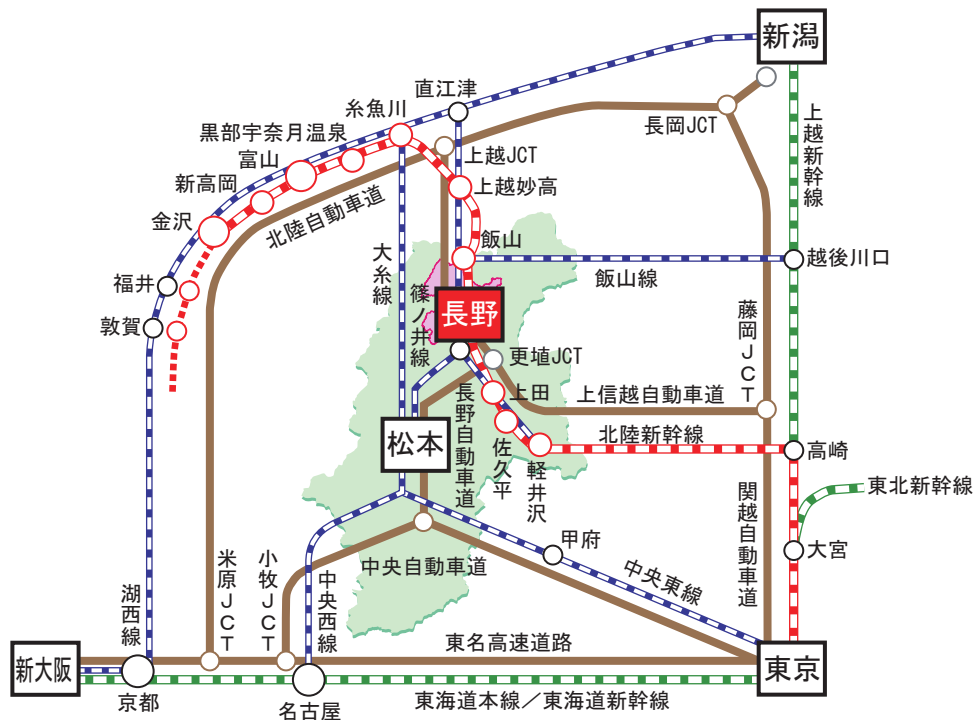 新潟
直江津
糸魚川
長岡JCT
上越新幹線
黒部宇奈月温泉
上越JCT
富山
上越妙高
新高岡
金沢
北陸自動車道
飯山
大糸線
越後川口
飯山線
福井
篠ノ井線
長野
藤岡JCT
敦賀
更埴JCT
上田
上信越自動車道
長野自動車道
松本
佐久平
軽井沢
北陸新幹線
高崎
東北新幹線
関越自動車道
大宮
甲府
中央自動車道
中央東線
米原JCT
小牧JCT
中央西線
湖西線
東名高速道路
新大阪
東京
京都
名古屋
東海道本線／東海道新幹線